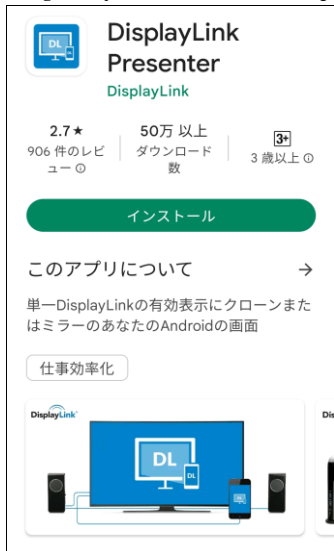 DL
DisplayLink
Presenter
DisplayLink
2.7★
906 件のレビ
ュー
50万 以上
ダウンロード
数
3+
3 歳以上
インストール
このアプリについて
→
単一DisplayLinkの有効表示にクローンまた
はミラーのあなたのAndroidの画面
仕事効率化
DisplayLink
DL
DL
DL